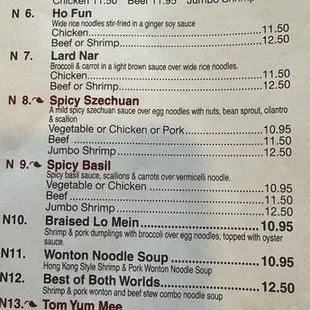 Chicken 11.50 Beef 11.95 Jumbo Shrimp
N 6. Ho Fun
Wide rice noodles stir-fried in a ginger soy sauce
Chicken 11.50
Beef or Shrimp 12.50
N 7. Lard Nar
Broccoli & carrot in a light brown sauce over wide rice noodles.
Chicken 11.50
Beef or Shrimp 12.50
N 8. Spicy Szechuan
A mild spicy szechuan sauce over egg noodles with nuts, bean sprout, cilantro
& scallion
Vegetable or Chicken or Pork 10.95
Beef 11.50
Jumbo Shrimp 12.50
N 9. Spicy Basil
Spicy basil sauce, scallions & carrots over vermicelli noodle.
Vegetable or Chicken 10.95
Beef 11.50
Jumbo Shrimp 12.50
N10. Braised Lo Mein 10.95
Shrimp & pork dumplings with broccoli over egg noodles, topped with oyster
sauce.
N11. Wonton Noodle Soup 10.95
Hong Kong Style Shrimp & Pork Wonton Noodle Soup
N12. Best of Both Worlds 12.50
Shrimp & pork wonton and beef stew combo noodle soup
N13. Tom Yum Mee